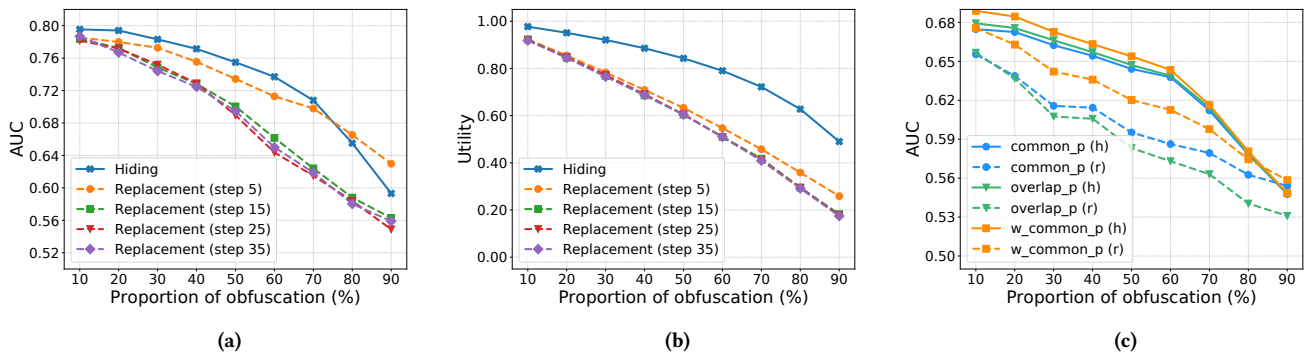 0.80
0.76
0.72
0.68
0.64
0.60
0.56
0.52
AUC
Hiding
Replacement (step 5)
Replacement (step 15)
Replacement (step 25)
Replacement (step 35)
10 20 30 40 50 60 70 80 90
Proportion of obfuscation (%)
(a)
1.00
0.80
0.60
0.40
0.20
0.00
Utility
Hiding
Replacement (step 5)
Replacement (step 15)
Replacement (step 25)
Replacement (step 35)
10 20 30 40 50 60 70 80 90
Proportion of obfuscation (%)
(b)
0.68
0.65
0.62
0.59
0.56
0.53
0.50
AUC
common_p (h)
common_p (r)
overlap_p (h)
overlap_p (r)
w_common_p (h)
w_common_p (r)
10 20 30 40 50 60 70 80 90
Proportion of obfuscation (%)
(c)